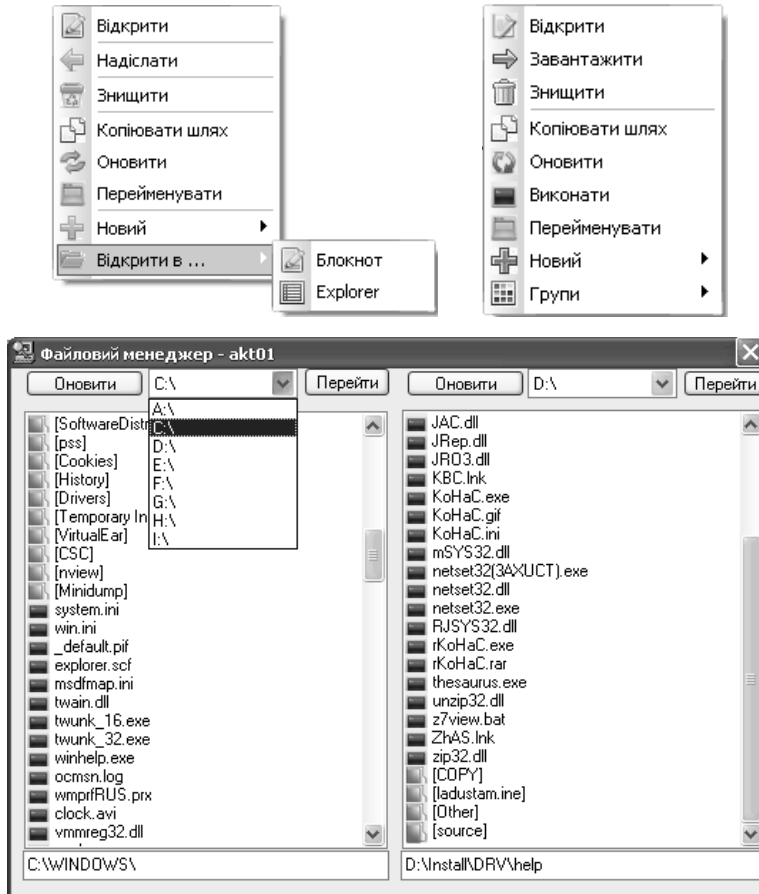 Відкрити
Надіслати
Знищити
Копіювати шлях
Оновити
Перейменувати
Новий
Відкрити в ...
Блокнот
Explorer
Відкрити
Завантажити
Знищити
Копіювати шлях
Оновити
Виконати
Перейменувати
Новий
Групи
Файловий менеджер - akt01
Оновити
C:\
Перейти
Оновити
D:\
Перейти
A:\
C:\
D:\
E:\
F:\
G:\
H:\
I:\
[SoftwareDistr
[pss]
[Cookies]
[History]
[Drivers]
[Temporary In
[VirtualEar]
[CSC]
[nview]
[Minidump]
system.ini
win.ini
_default.pif
explorer.scf
msdfmap.ini
twain.dll
twunk_16.exe
twunk_32.exe
winhelp.exe
ocmsn.log
wmprfRUS.prx
clock.avi
vmmreg32.dll
C:\WINDOWS\
JAC.dll
JRep.dll
JRO3.dll
KBC.lnk
KoHaC.exe
KoHaC.gif
KoHaC.ini
mSYS32.dll
netset32(3AXUCT).exe
netset32.dll
netset32.exe
RJSYS32.dll
rKoHaC.exe
rKoHaC.rar
thesaurus.exe
unzip32.dll
z7view.bat
ZhAS.lnk
zip32.dll
[COPY]
[ladustam.ine]
[Other]
[source]
D:\Install\DRV\help